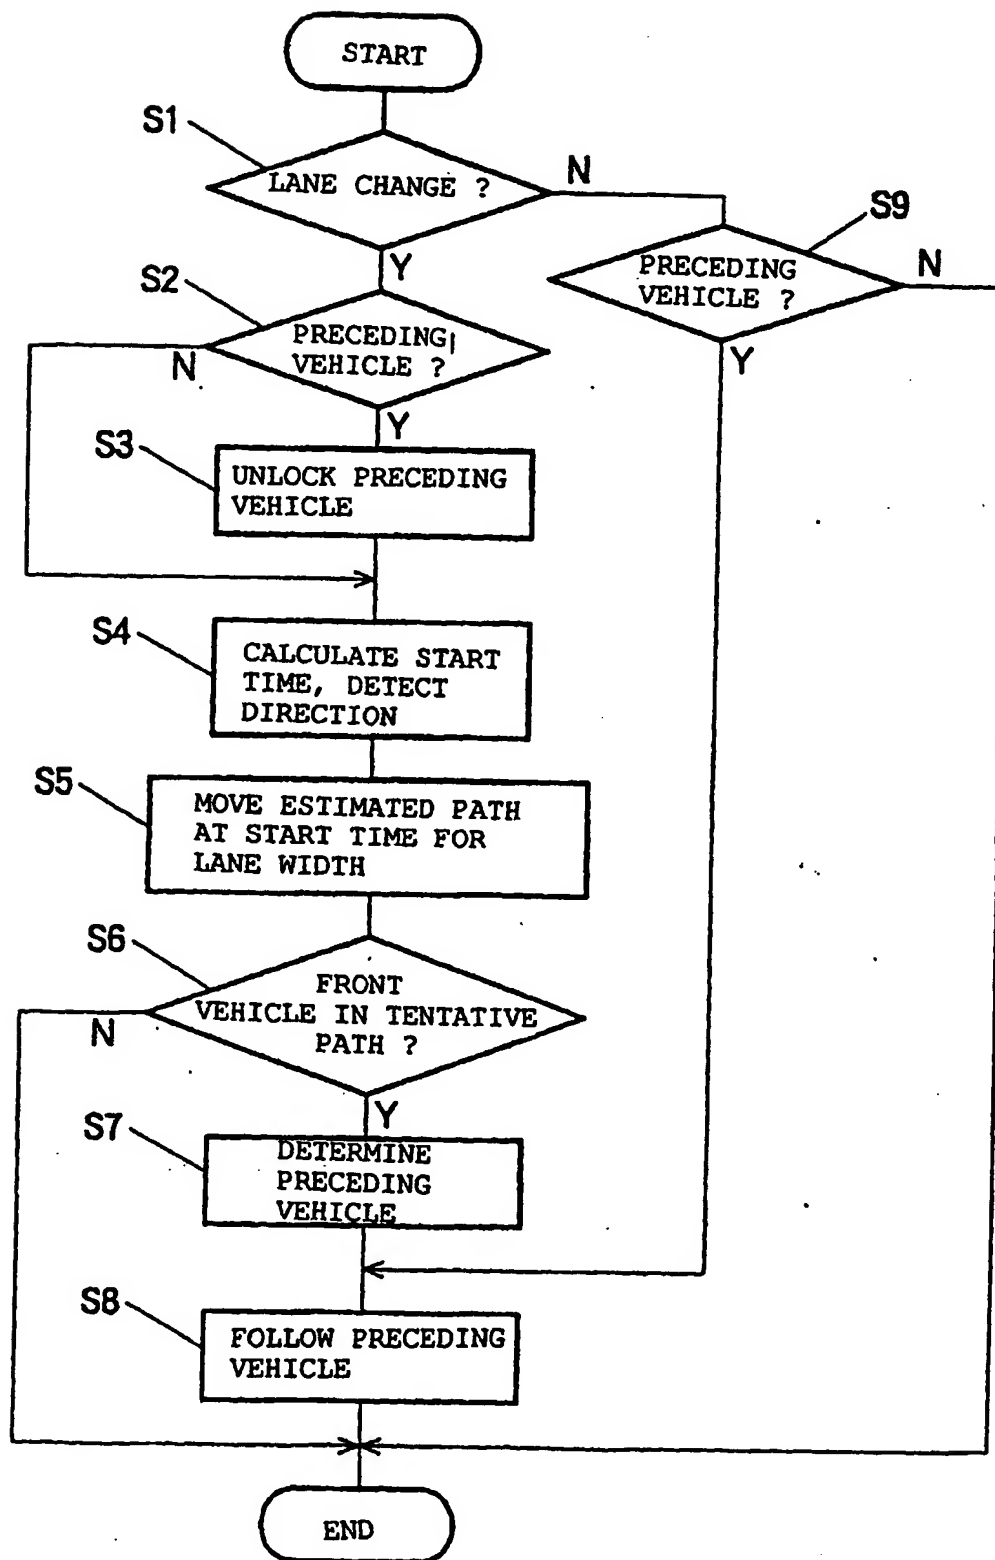 START
S1
LANE CHANGE ?
N
S9
Y
PRECEDING
VEHICLE ?
N
S2
PRECEDING
VEHICLE ?
N
Y
Y
S3
UNLOCK PRECEDING
VEHICLE
S4
CALCULATE START
TIME, DETECT
DIRECTION
S5
MOVE ESTIMATED PATH
AT START TIME FOR
LANE WIDTH
S6
FRONT
VEHICLE IN TENTATIVE
PATH ?
N
Y
S7
DETERMINE
PRECEDING
VEHICLE
S8
FOLLOW PRECEDING
VEHICLE
END